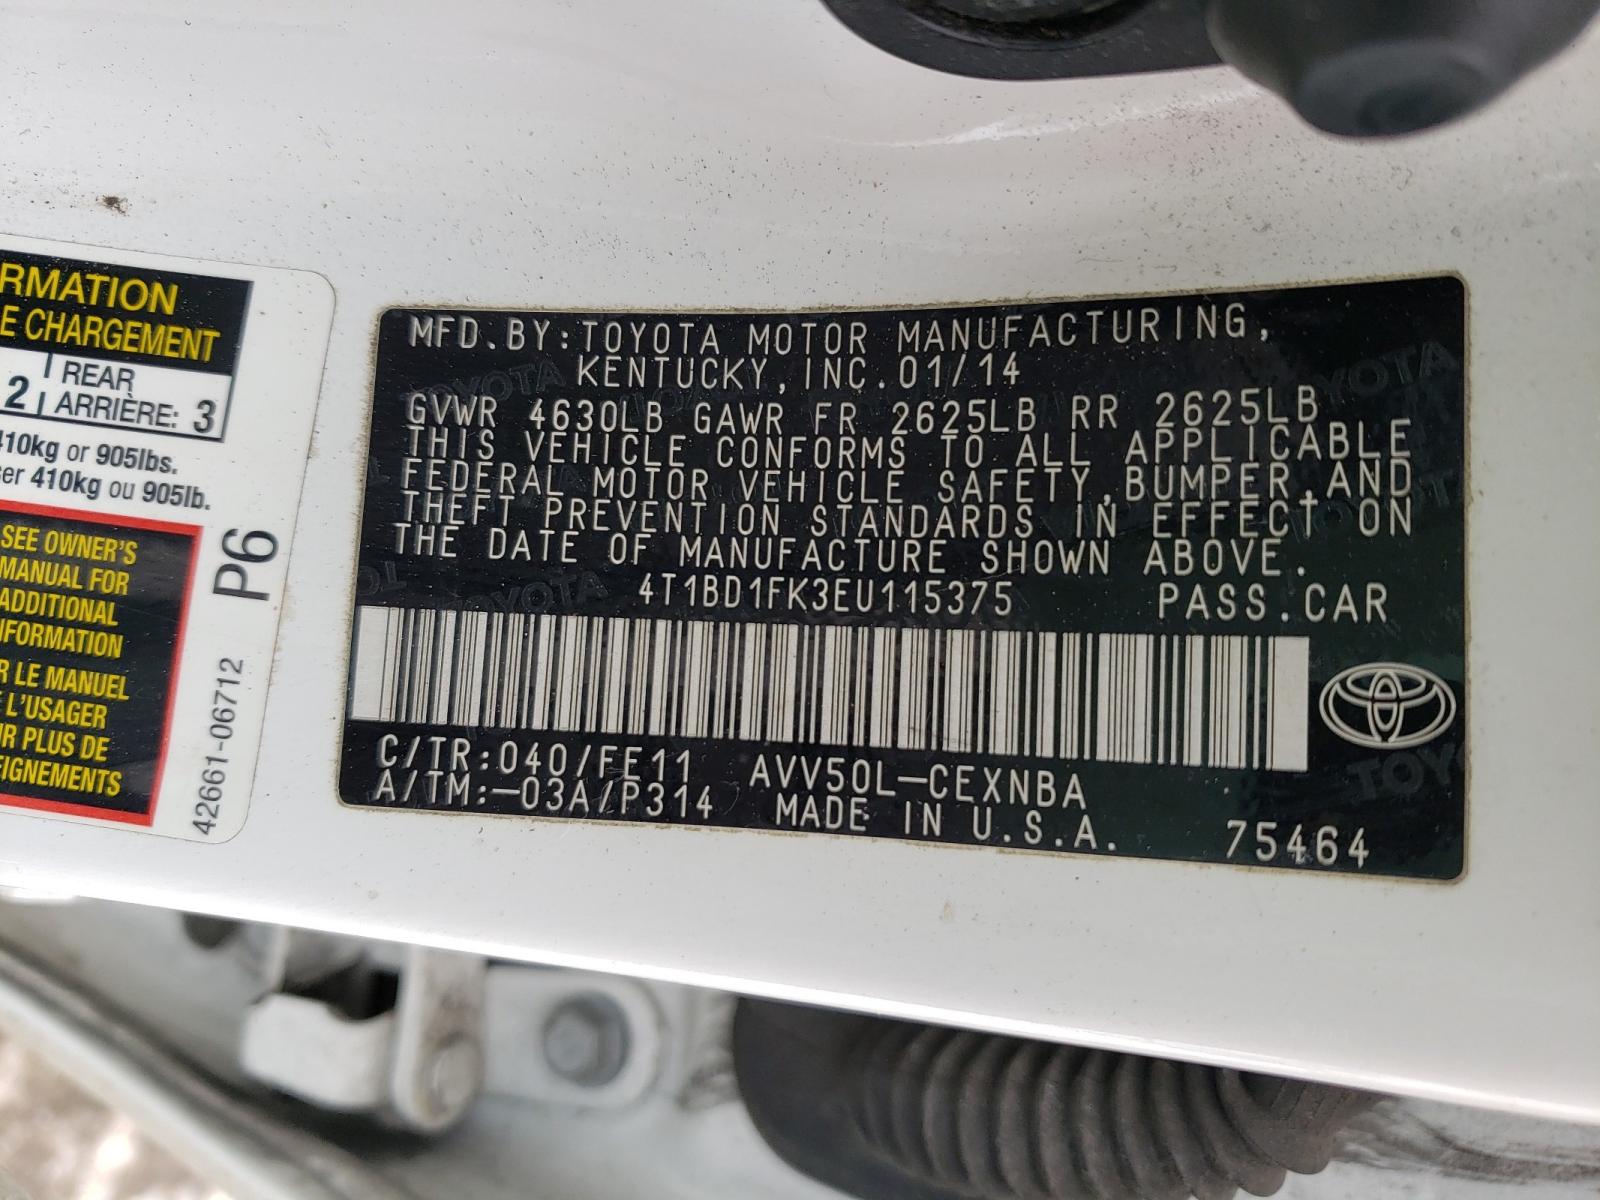 RMATION
E CHARGEMENT
2 REAR
ARRIÈRE: 3
410kg or 905lbs.
er 410kg ou 905lb.
SEE OWNER'S
MANUAL FOR
ADDITIONAL
NFORMATION
R LE MANUEL
L'USAGER
R PLUS DE
EIGNEMENTS
P6
42661-06712
MFD.BY:TOYOTA MOTOR MANUFACTURING,
KENTUCKY,INC.01/14
GVWR 4630LB GAWR FR 2625LB RR 2625LB
THIS VEHICLE CONFORMS TO ALL APPLICABLE
FEDERAL MOTOR VEHICLE SAFETY,BUMPER,AND
THEFT PREVENTION STANDARDS IN EFFECT ON
THE DATE OF MANUFACTURE SHOWN ABOVE.
4T1BD1FK3EU115375 PASS.CAR
C/TR:040/FE11 AVV50L-CEXNBA
A/TM:-03A/P314 MADE IN U.S.A. 75464